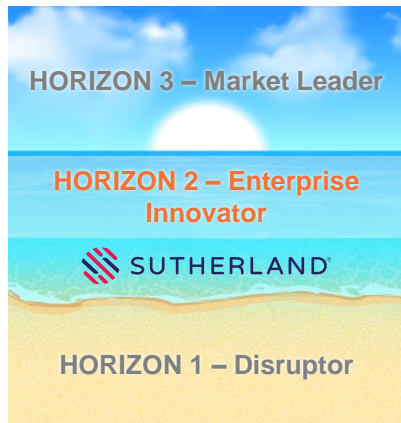 HORIZON 3 – Market Leader
HORIZON 2 – Enterprise
Innovator
SUTHERLAND
HORIZON 1 – Disruptor